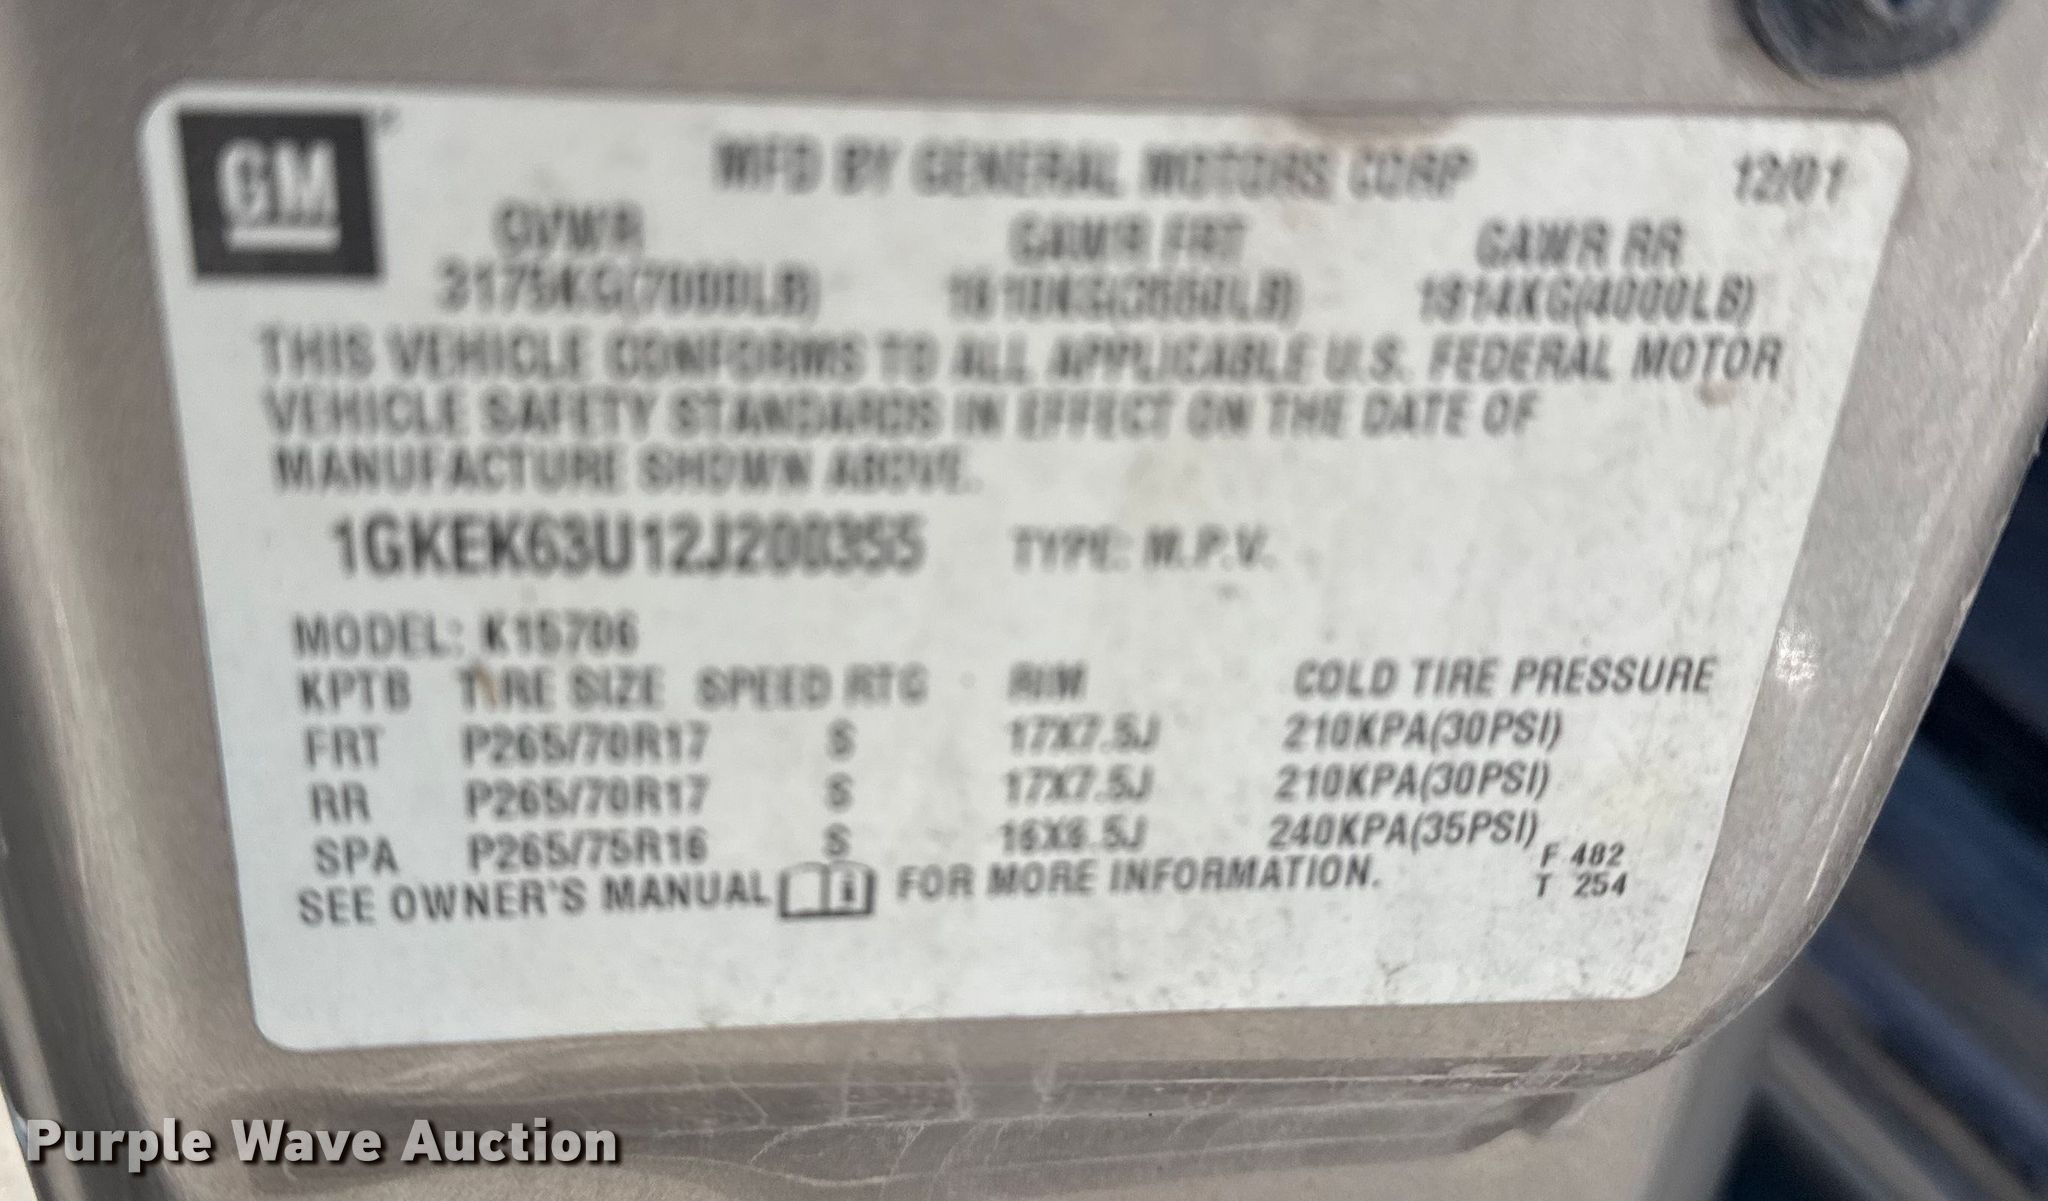 GM
MFD BY GENERAL MOTORS CORP 12/01
GVWR GAWR FRT GAWR RR
3175KG(7000LB) 1610KG(3550LB) 1814KG(4000LB)
THIS VEHICLE CONFORMS TO ALL APPLICABLE U.S. FEDERAL MOTOR
VEHICLE SAFETY STANDARDS IN EFFECT ON THE DATE OF
MANUFACTURE SHOWN ABOVE.
1GKEK63U12J200355 TYPE: M.P.V.
MODEL: K15706
KPTB TIRE SIZE SPEED RTG RIM COLD TIRE PRESSURE
FRT P265/70R17 S 17X7.5J 210KPA(30PSI)
RR P265/70R17 S 17X7.5J 210KPA(30PSI)
SPA P265/75R16 S 16X6.5J 240KPA(35PSI)
F 482
T 254
SEE OWNER'S MANUAL FOR MORE INFORMATION.
Purple Wave Auction